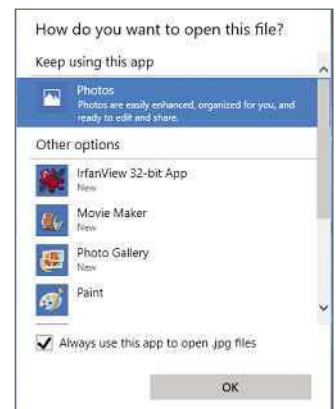 How do you want to open this file?
Keep using this app
Photos
Photos are easily enhanced, organized for you, and
ready to edit and share.
Other options
IrfanView 32-bit App
New
Movie Maker
New
Photo Gallery
New
Paint
Always use this app to open .jpg files
OK